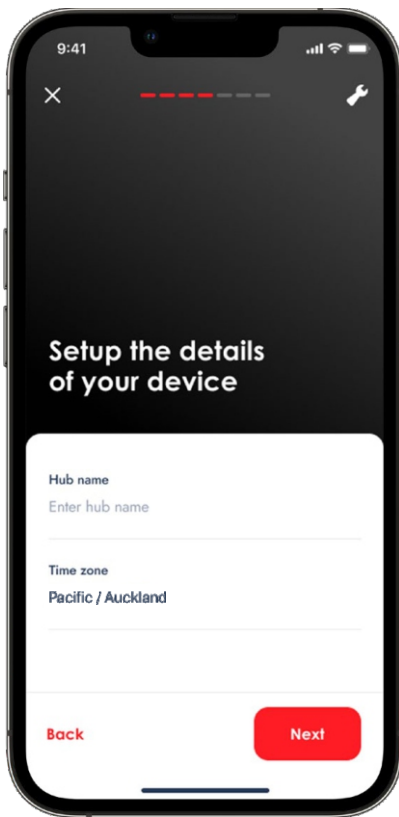 9:41
Setup the details
of your device
Hub name
Enter hub name
Time zone
Pacific / Auckland
Back
Next